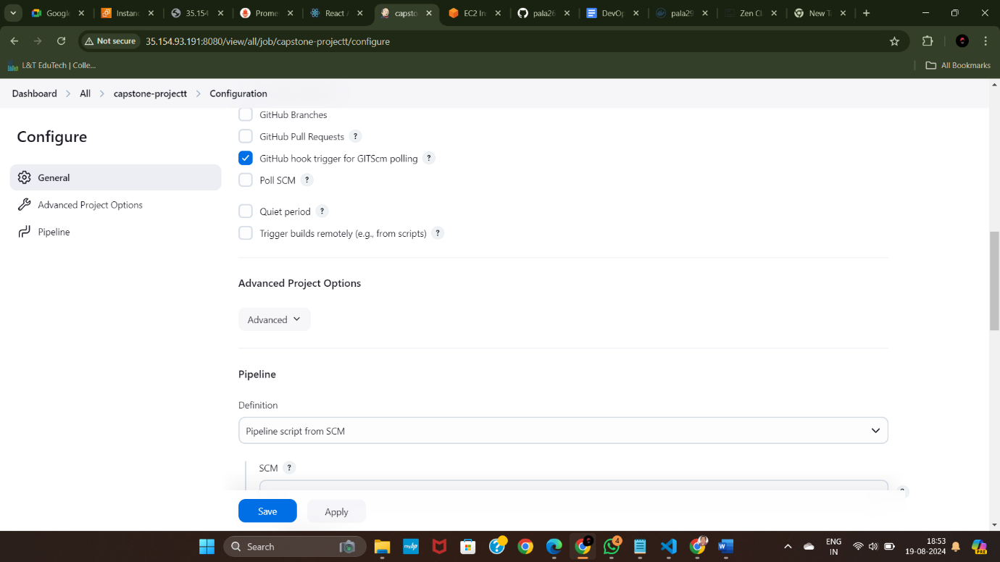 Google
Instanc
35.154
Prome
React A
capsto
EC2 In
pala26
DevOp
pala29
Zen Cl
New T
Not secure
35.154.93.191:8080/view/all/job/capstone-projectt/configure
L&T EduTech | Colle...
All Bookmarks
Dashboard
All
capstone-projectt
Configuration
Configure
General
Advanced Project Options
Pipeline
GitHub Branches
GitHub Pull Requests ?
GitHub hook trigger for GITScm polling ?
Poll SCM ?
Quiet period ?
Trigger builds remotely (e.g., from scripts) ?
Advanced Project Options
Advanced
Pipeline
Definition
Pipeline script from SCM
SCM ?
Save
Apply
Search
myhp
4
W
ENG
IN
18:53
19-08-2024
PRE